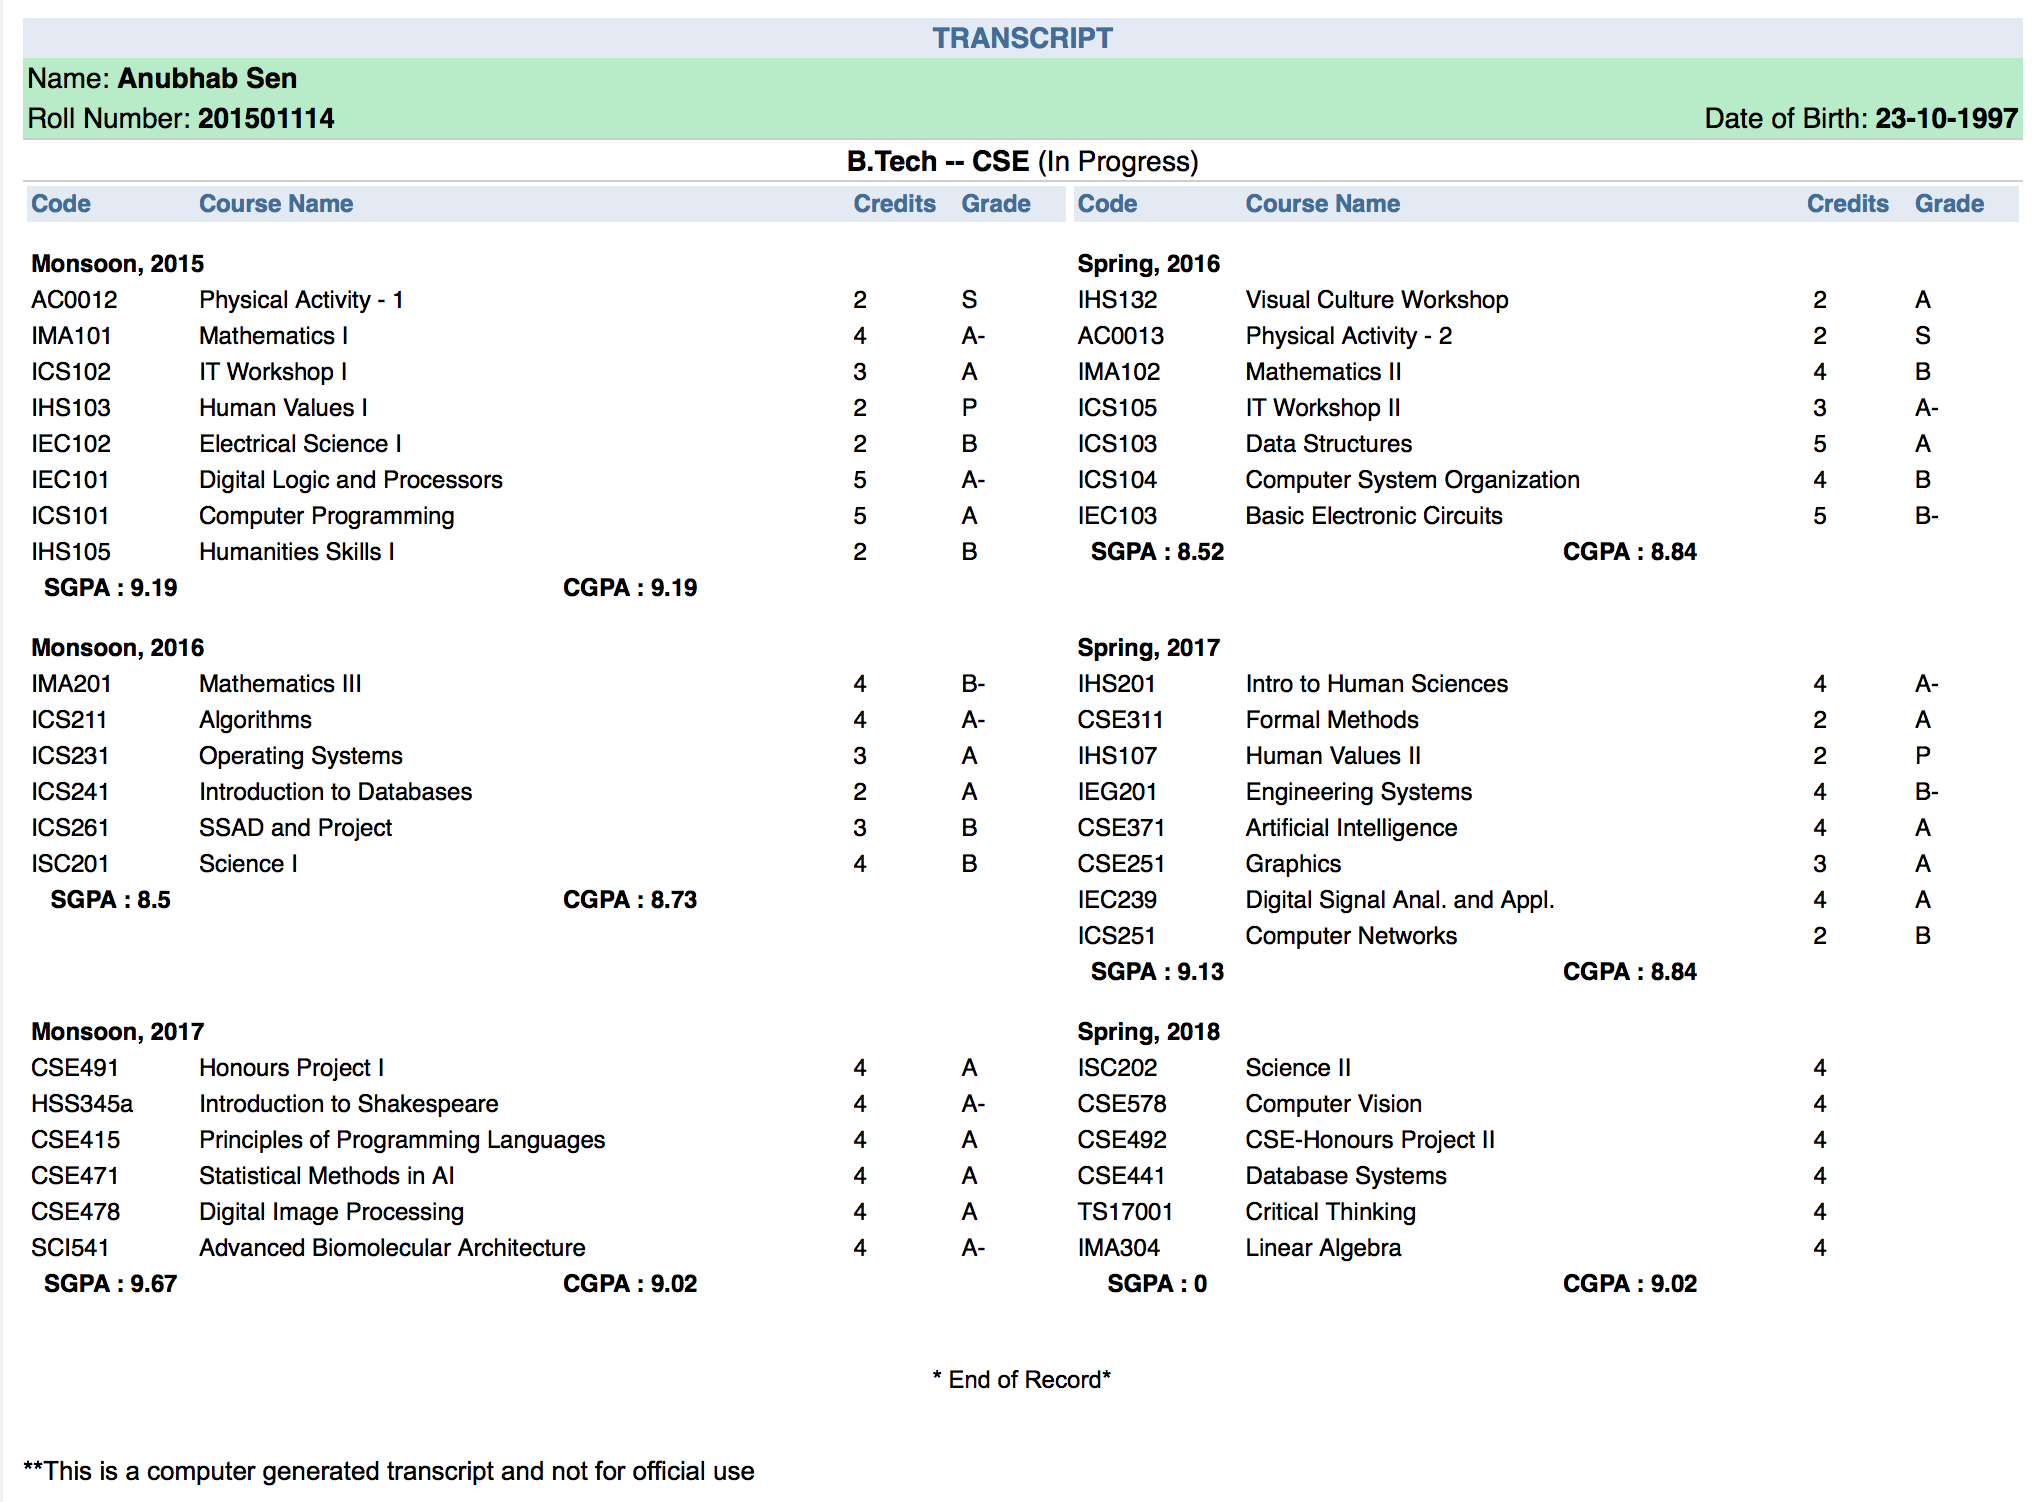 TRANSCRIPT
Name: Anubhab Sen
Roll Number: 201501114 Date of Birth: 23-10-1997
B.Tech -- CSE (In Progress)
Code Course Name Credits Grade Code Course Name Credits Grade
Monsoon, 2015
AC0012 Physical Activity - 1 2 S
IMA101 Mathematics I 4 A-
ICS102 IT Workshop I 3 A
IHS103 Human Values I 2 P
IEC102 Electrical Science I 2 B
IEC101 Digital Logic and Processors 5 A-
ICS101 Computer Programming 5 A
IHS105 Humanities Skills I 2 B
SGPA : 9.19 CGPA : 9.19
Spring, 2016
IHS132 Visual Culture Workshop 2 A
AC0013 Physical Activity - 2 2 S
IMA102 Mathematics II 4 B
ICS105 IT Workshop II 3 A-
ICS103 Data Structures 5 A
ICS104 Computer System Organization 4 B
IEC103 Basic Electronic Circuits 5 B-
SGPA : 8.52 CGPA : 8.84
Monsoon, 2016
IMA201 Mathematics III 4 B-
ICS211 Algorithms 4 A-
ICS231 Operating Systems 3 A
ICS241 Introduction to Databases 2 A
ICS261 SSAD and Project 3 B
ISC201 Science I 4 B
SGPA : 8.5 CGPA : 8.73
Spring, 2017
IHS201 Intro to Human Sciences 4 A-
CSE311 Formal Methods 2 A
IHS107 Human Values II 2 P
IEG201 Engineering Systems 4 B-
CSE371 Artificial Intelligence 4 A
CSE251 Graphics 3 A
IEC239 Digital Signal Anal. and Appl. 4 A
ICS251 Computer Networks 2 B
SGPA : 9.13 CGPA : 8.84
Monsoon, 2017
CSE491 Honours Project I 4 A
HSS345a Introduction to Shakespeare 4 A-
CSE415 Principles of Programming Languages 4 A
CSE471 Statistical Methods in AI 4 A
CSE478 Digital Image Processing 4 A
SCI541 Advanced Biomolecular Architecture 4 A-
SGPA : 9.67 CGPA : 9.02
Spring, 2018
ISC202 Science II 4
CSE578 Computer Vision 4
CSE492 CSE-Honours Project II 4
CSE441 Database Systems 4
TS17001 Critical Thinking 4
IMA304 Linear Algebra 4
SGPA : 0 CGPA : 9.02
* End of Record*
**This is a computer generated transcript and not for official use